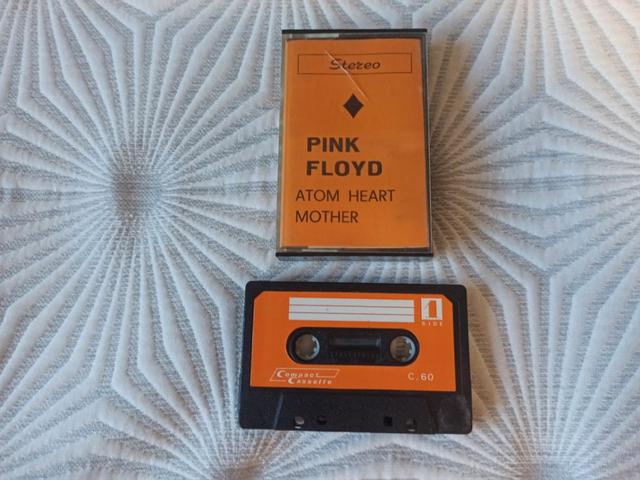 Stereo
PINK
FLOYD
ATOM HEART
MOTHER
1
SIDE
Compact
Cassette
C.60